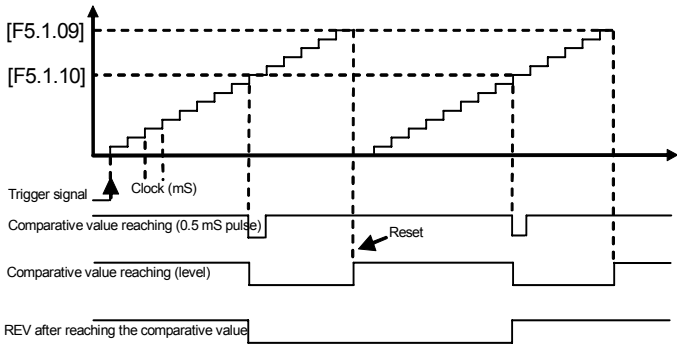 [F5.1.09]
[F5.1.10]
Trigger signal
Clock (mS)
Comparative value reaching (0.5 mS pulse)
Reset
Comparative value reaching (level)
REV after reaching the comparative value